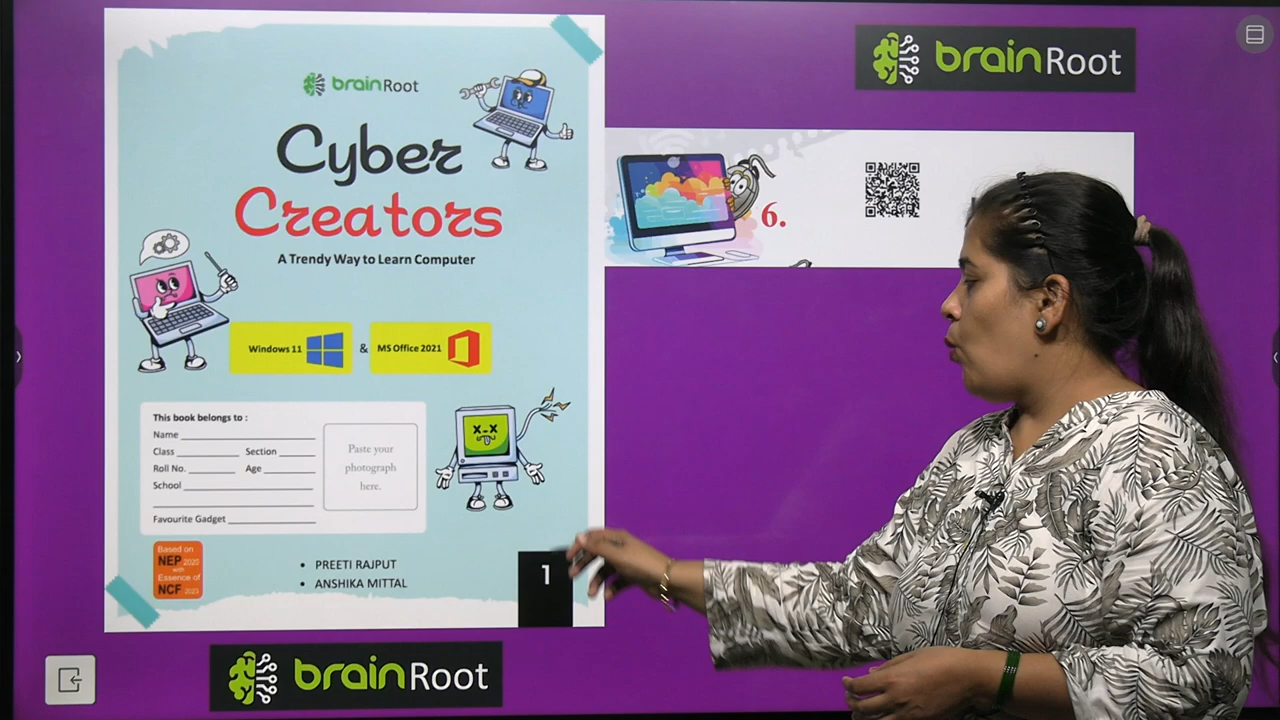 brainRoot
Cyber
Creators
A Trendy Way to Learn Computer
Windows 11 & MS Office 2021
This book belongs to :
Name
Class Section
Roll No. Age
School
Favourite Gadget
Paste your
photograph
here.
Based on
NEP 2020
with
Essence of
NCF 2023
• PREETI RAJPUT
• ANSHIKA MITTAL
1
brainRoot
6.
brainRoot